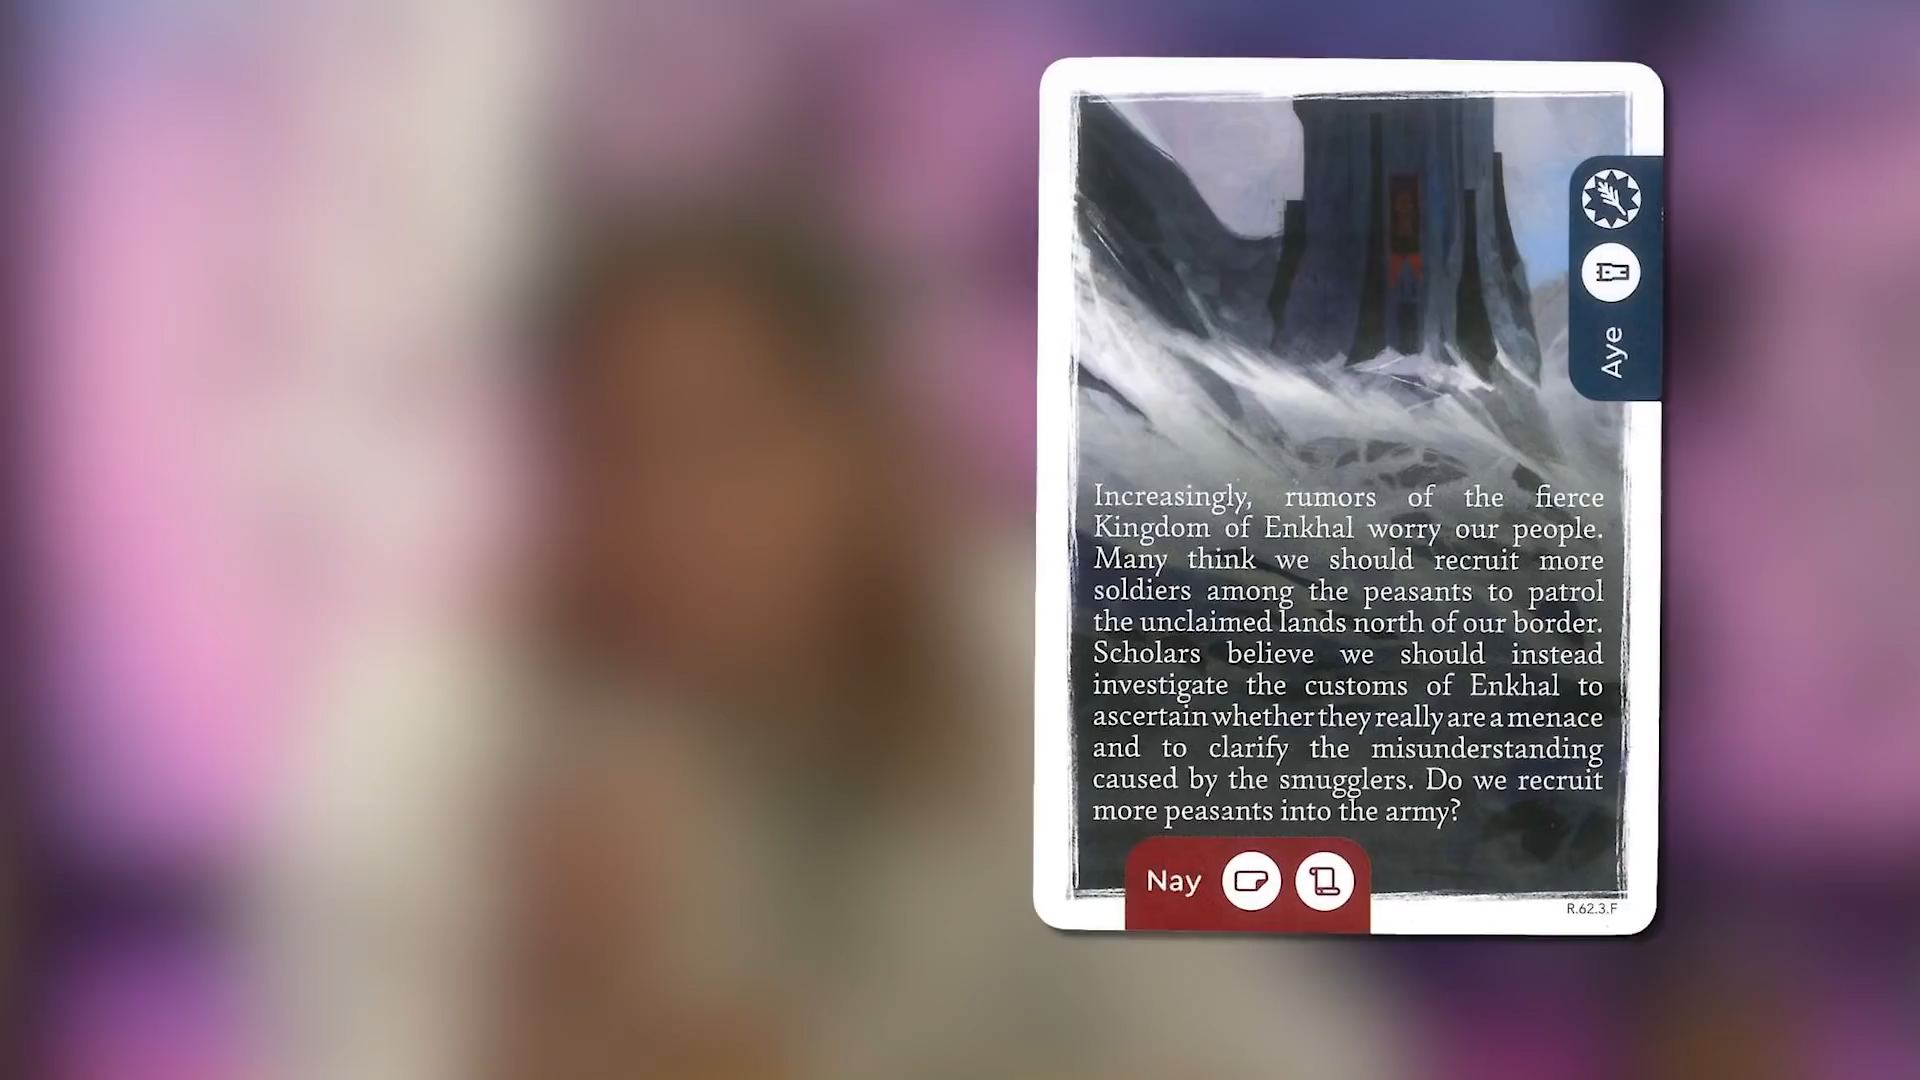 Aye
Increasingly, rumors of the fierce
Kingdom of Enkhal worry our people.
Many think we should recruit more
soldiers among the peasants to patrol
the unclaimed lands north of our border.
Scholars believe we should instead
investigate the customs of Enkhal to
ascertain whether they really are a menace
and to clarify the misunderstanding
caused by the smugglers. Do we recruit
more peasants into the army?
Nay
R.62.3.F